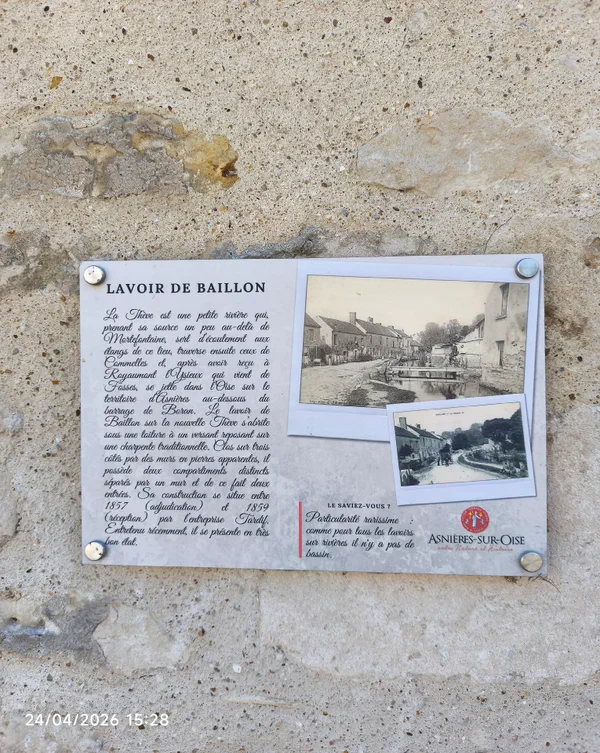 LAVOIR DE BAILLON
La Thève est une petite rivière qui,
prenant sa source un peu au-delà de
Mortefontaine, sert d'écoulement aux
étangs de ce lieu, traverse ensuite ceux de
Commelles et, après avoir reçu à
Royaumont l'Ysieux qui vient de
Fosses, se jette dans l'Oise sur le
territoire d'Asnières au-dessous du
barrage de Boran. Le lavoir de
Baillon sur la nouvelle Thève s'abrite
sous une toiture à un versant reposant sur
une charpente traditionnelle. Clos sur trois
côtés par des murs en pierres apparentes, il
possède deux compartiments distincts
séparés par un mur et de ce fait deux
entrées. Sa construction se situe entre
1857 (adjudication) et 1859
(réception) par l'entreprise Tardif.
Entretenu récemment, il se présente en très
bon état.
LE SAVIEZ-VOUS ?
Particularité rarissime :
comme pour tous les lavoirs
sur rivières il n'y a pas de
bassin.
ASNIÈRES-SUR-OISE
entre Nature et Histoire
24/04/2026 15:28